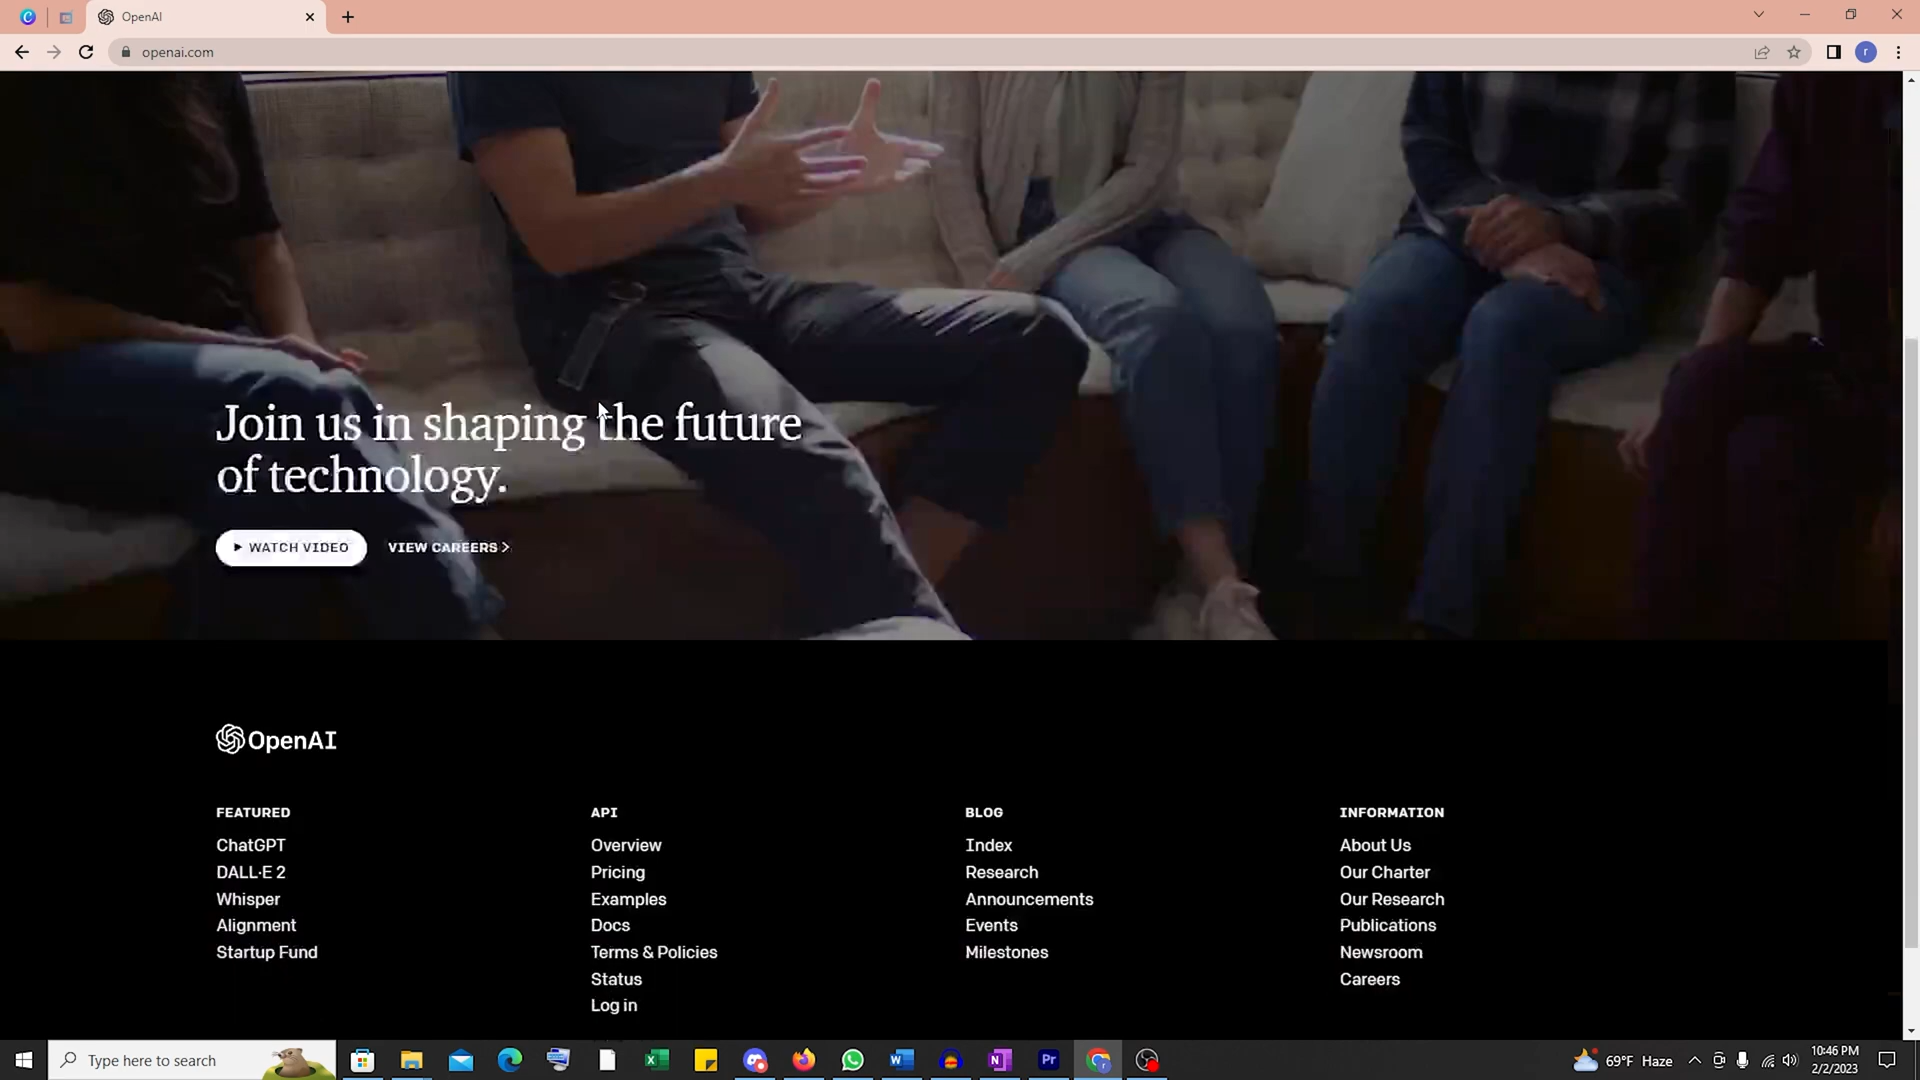 OpenAI
openai.com
r
Join us in shaping the future
of technology.
WATCH VIDEO
VIEW CAREERS
OpenAI
FEATURED
ChatGPT
DALL·E 2
Whisper
Alignment
Startup Fund
API
Overview
Pricing
Examples
Docs
Terms & Policies
Status
Log in
BLOG
Index
Research
Announcements
Events
Milestones
INFORMATION
About Us
Our Charter
Our Research
Publications
Newsroom
Careers
Type here to search
69°F Haze
10:46 PM
2/2/2023